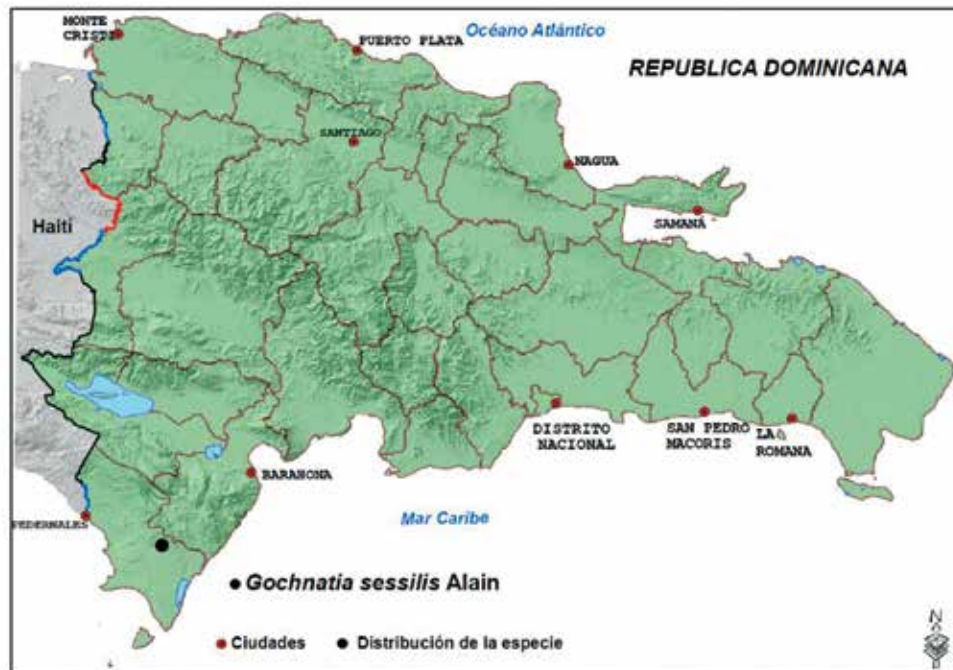 MONTE
CRISTI
PUERTO PLATA
Océano Atlántico
REPUBLICA DOMINICANA
SANTIAGO
NAGUA
SAMANÁ
Haití
DISTRITO
NACIONAL
SAN PEDRO
MACORIS
LA
ROMANA
BARAHONA
PEDERNALES
Mar Caribe
Gochnatia sessilis Alain
Ciudades
Distribución de la especie
N